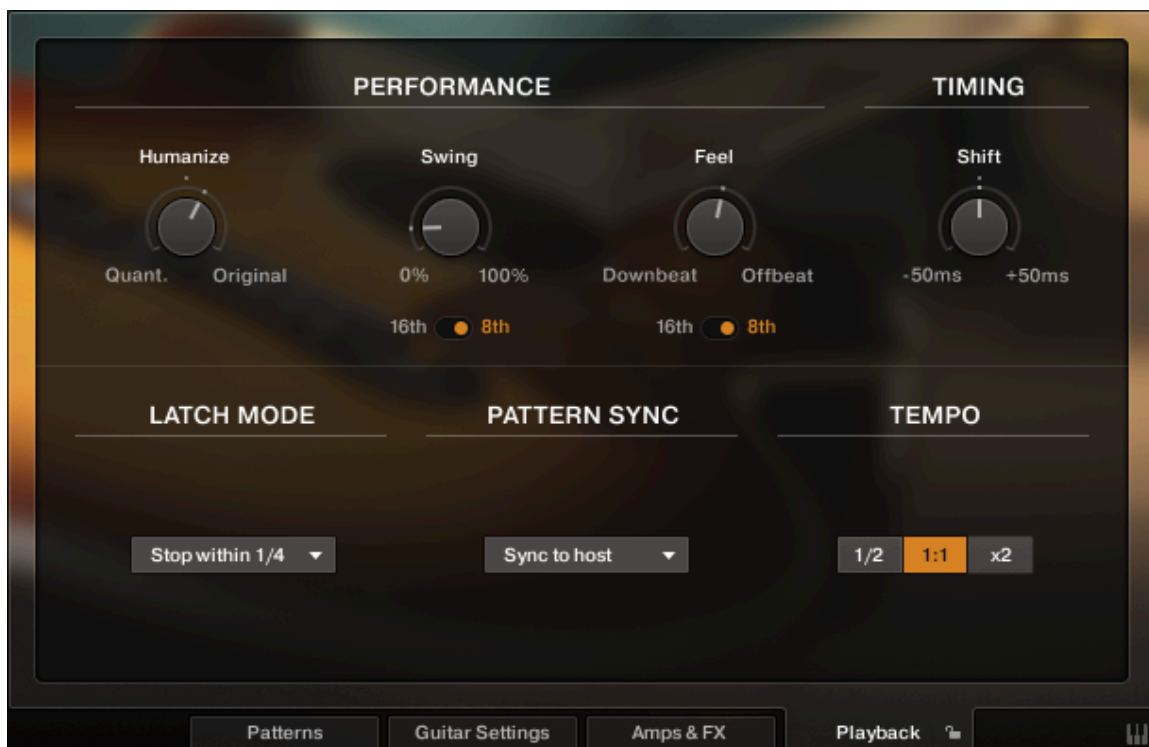 PERFORMANCE TIMING
Humanize Swing Feel Shift
Quant. Original 0% 100% Downbeat Offbeat -50ms +50ms
16th 8th 16th 8th
LATCH MODE PATTERN SYNC TEMPO
Stop within 1/4 Sync to host 1/2 1:1 x2
Patterns Guitar Settings Amps & FX Playback